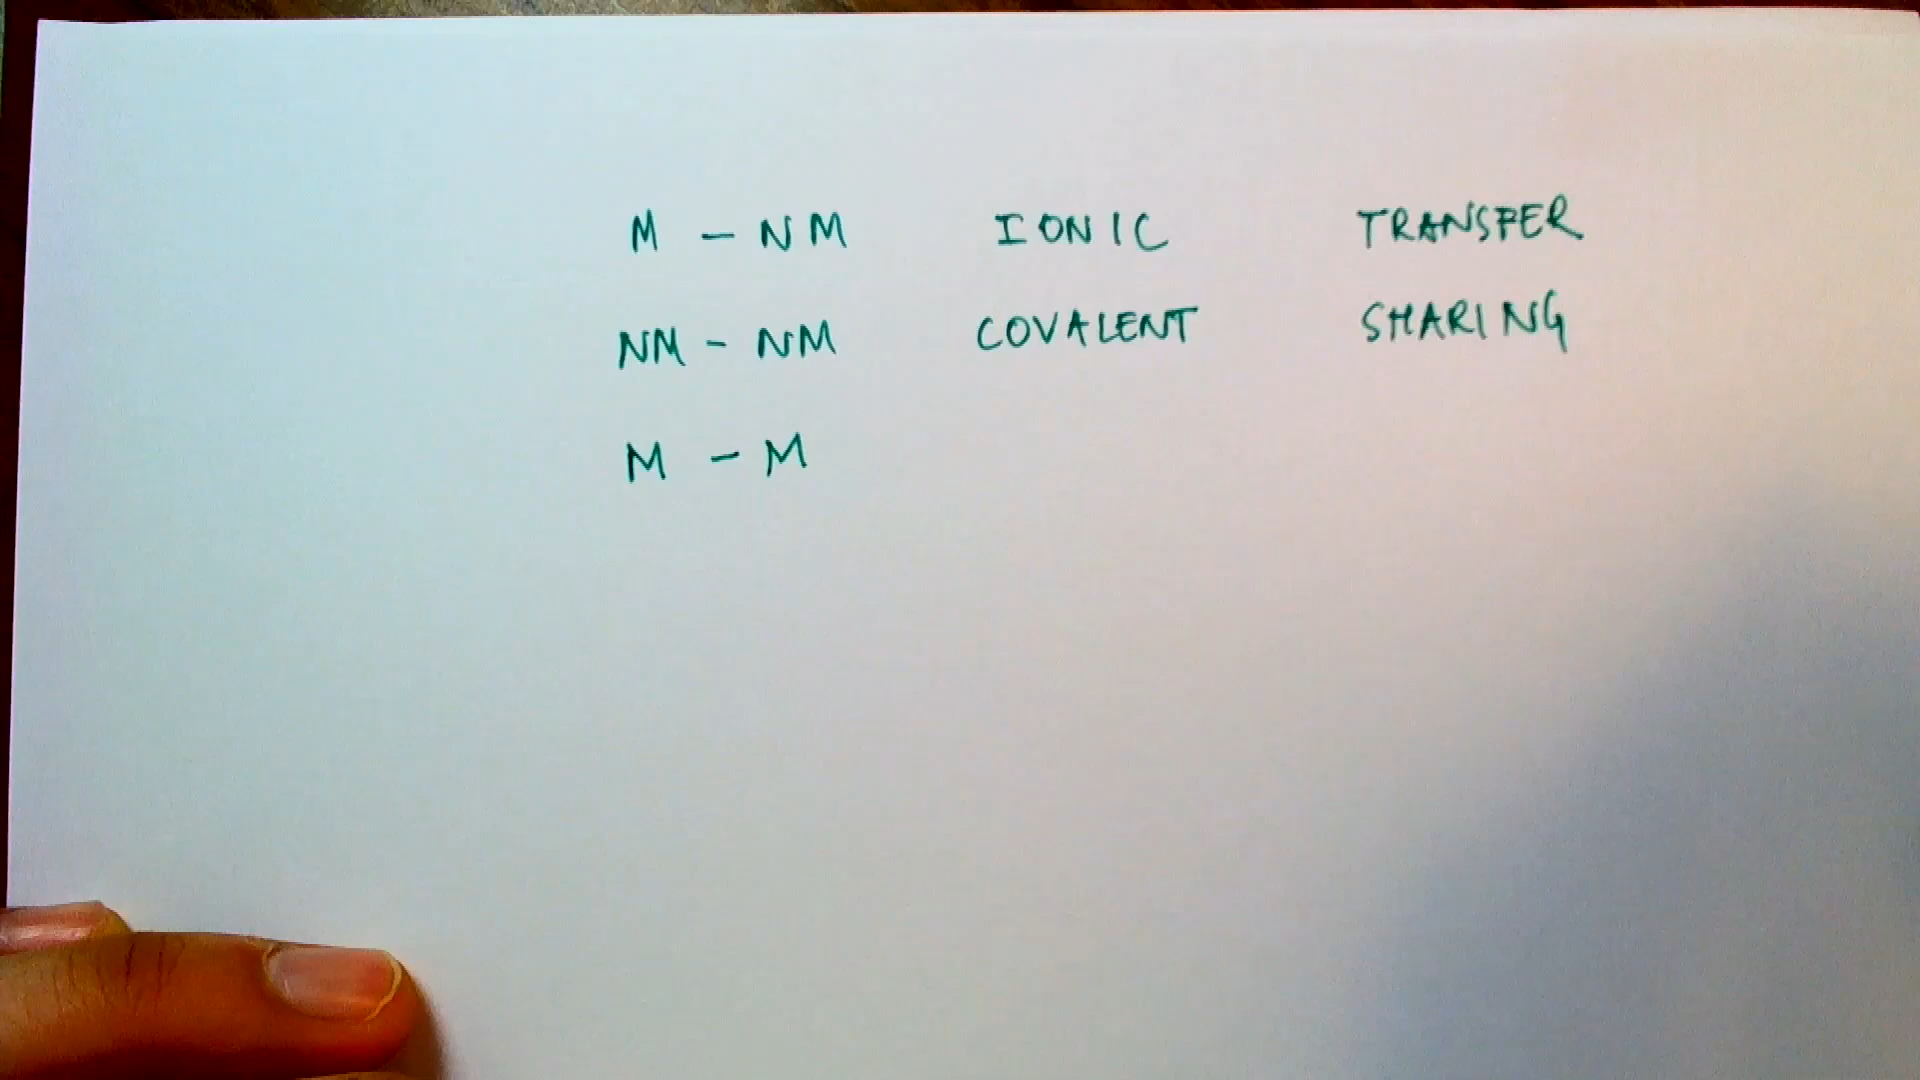 M - NM IONIC TRANSFER
NM - NM COVALENT SHARING
M - M